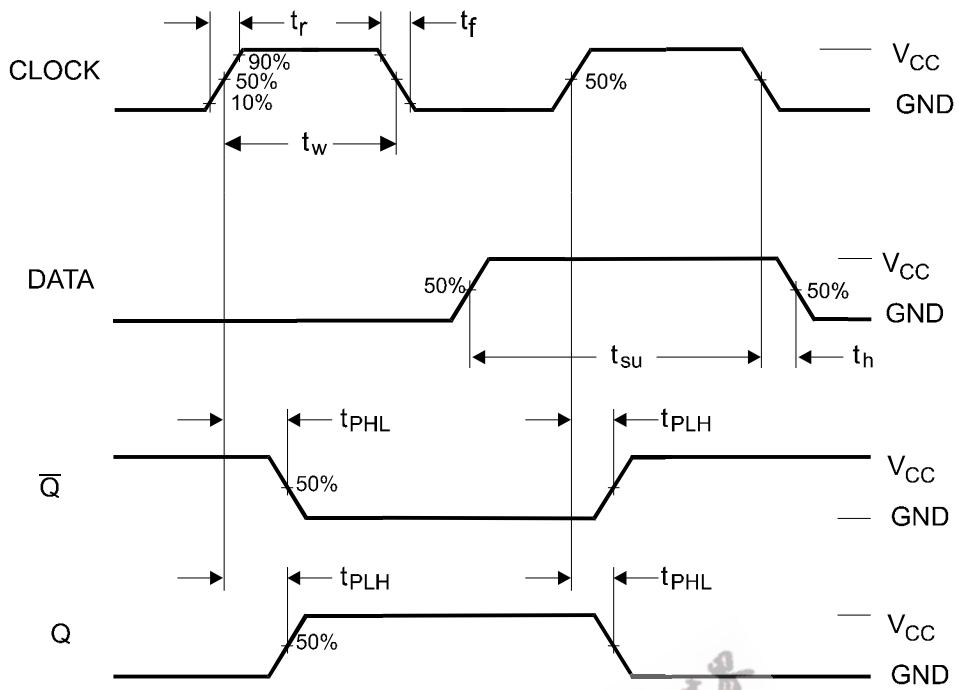 t_r
t_f
CLOCK
90%
50%
10%
50%
V_CC
GND
t_w
DATA
50%
50%
V_CC
GND
t_su
t_h
t_PHL
t_PLH
Q̅
50%
V_CC
GND
t_PLH
t_PHL
Q
50%
V_CC
GND